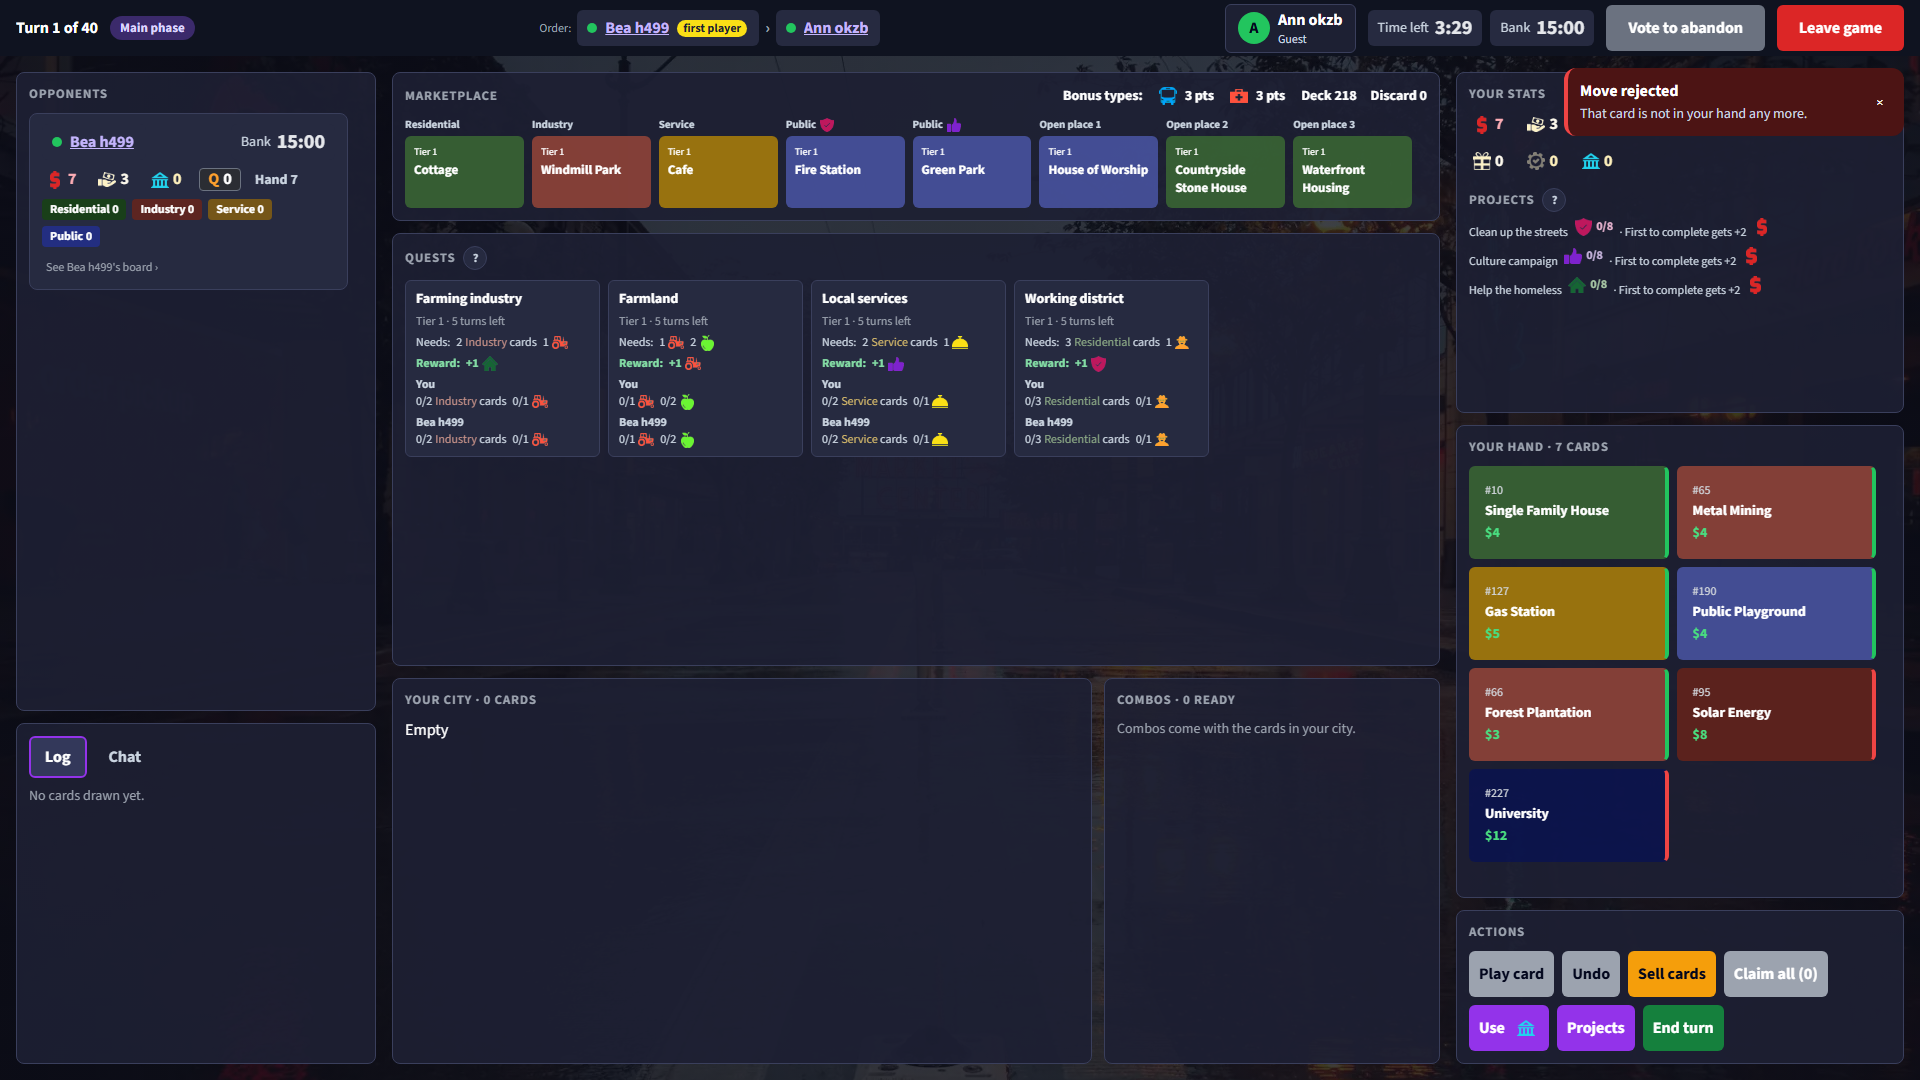 Turn 1 of 40 Main phase
Order: Bea h499 first player › Ann okzb
A Ann okzb
Guest
Time left 3:29 Bank 15:00 Vote to abandon Leave game
OPPONENTS
Bea h499 Bank 15:00
7 3 0 Q 0 Hand 7
Residential 0 Industry 0 Service 0
Public 0
See Bea h499's board ›
Log Chat
No cards drawn yet.
MARKETPLACE Bonus types: 3 pts 3 pts Deck 218 Discard 0
Residential Industry Service Public Public Open place 1 Open place 2 Open place 3
Tier 1
Cottage
Tier 1
Windmill Park
Tier 1
Cafe
Tier 1
Fire Station
Tier 1
Green Park
Tier 1
House of Worship
Tier 1
Countryside
Stone House
Tier 1
Waterfront
Housing
QUESTS ?
Farming industry
Tier 1 · 5 turns left
Needs: 2 Industry cards 1
Reward: +1
You
0/2 Industry cards 0/1
Bea h499
0/2 Industry cards 0/1
Farmland
Tier 1 · 5 turns left
Needs: 1 2
Reward: +1
You
0/1 0/2
Bea h499
0/1 0/2
Local services
Tier 1 · 5 turns left
Needs: 2 Service cards 1
Reward: +1
You
0/2 Service cards 0/1
Bea h499
0/2 Service cards 0/1
Working district
Tier 1 · 5 turns left
Needs: 3 Residential cards 1
Reward: +1
You
0/3 Residential cards 0/1
Bea h499
0/3 Residential cards 0/1
YOUR CITY · 0 CARDS
Empty
COMBOS · 0 READY
Combos come with the cards in your city.
YOUR STATS
$ 7 3
0 0 0
Move rejected
That card is not in your hand any more.
×
PROJECTS ?
Clean up the streets 0/8 · First to complete gets +2 $
Culture campaign 0/8 · First to complete gets +2 $
Help the homeless 0/8 · First to complete gets +2 $
YOUR HAND · 7 CARDS
#10
Single Family House
$4
#65
Metal Mining
$4
#127
Gas Station
$5
#190
Public Playground
$4
#66
Forest Plantation
$3
#95
Solar Energy
$8
#227
University
$12
ACTIONS
Play card Undo Sell cards Claim all (0)
Use Projects End turn